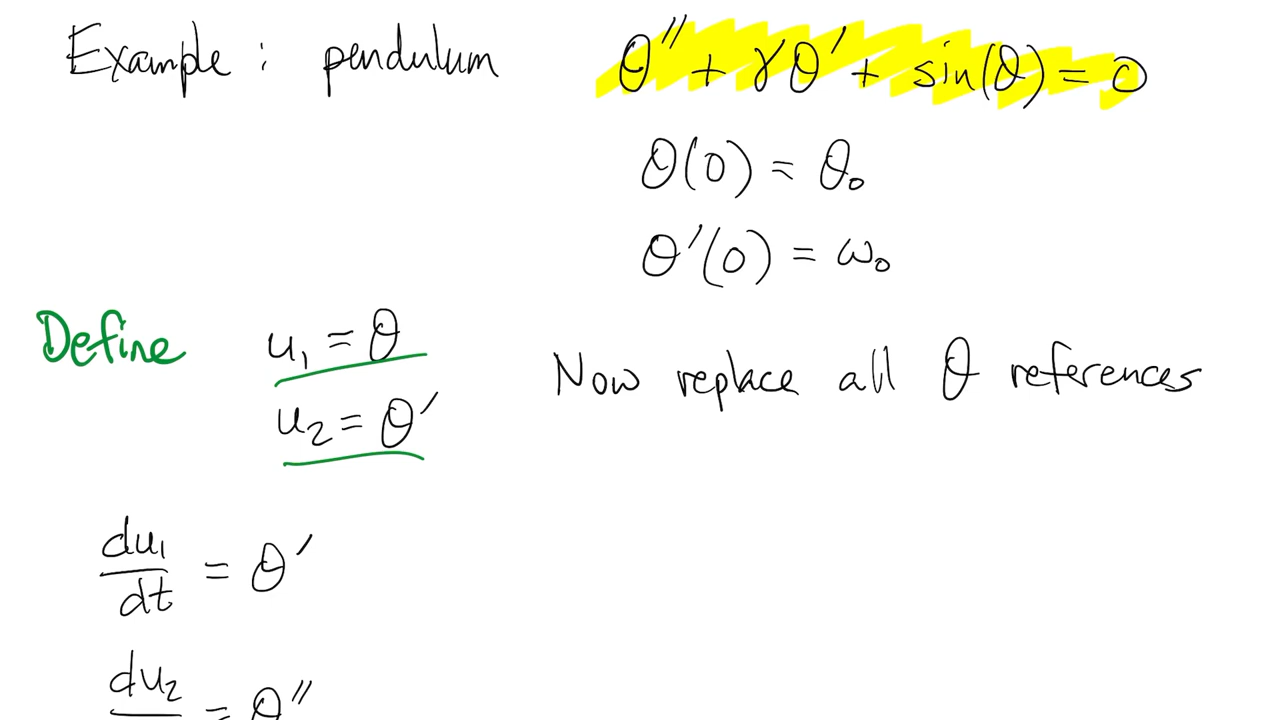 Example : pendulum θ'' + γθ' + sin(θ) = 0
θ(0) = θ₀
θ'(0) = ω₀
Define u₁ = θ
Now replace all θ references
u₂ = θ'
du₁/dt = θ'
du₂ = θ''